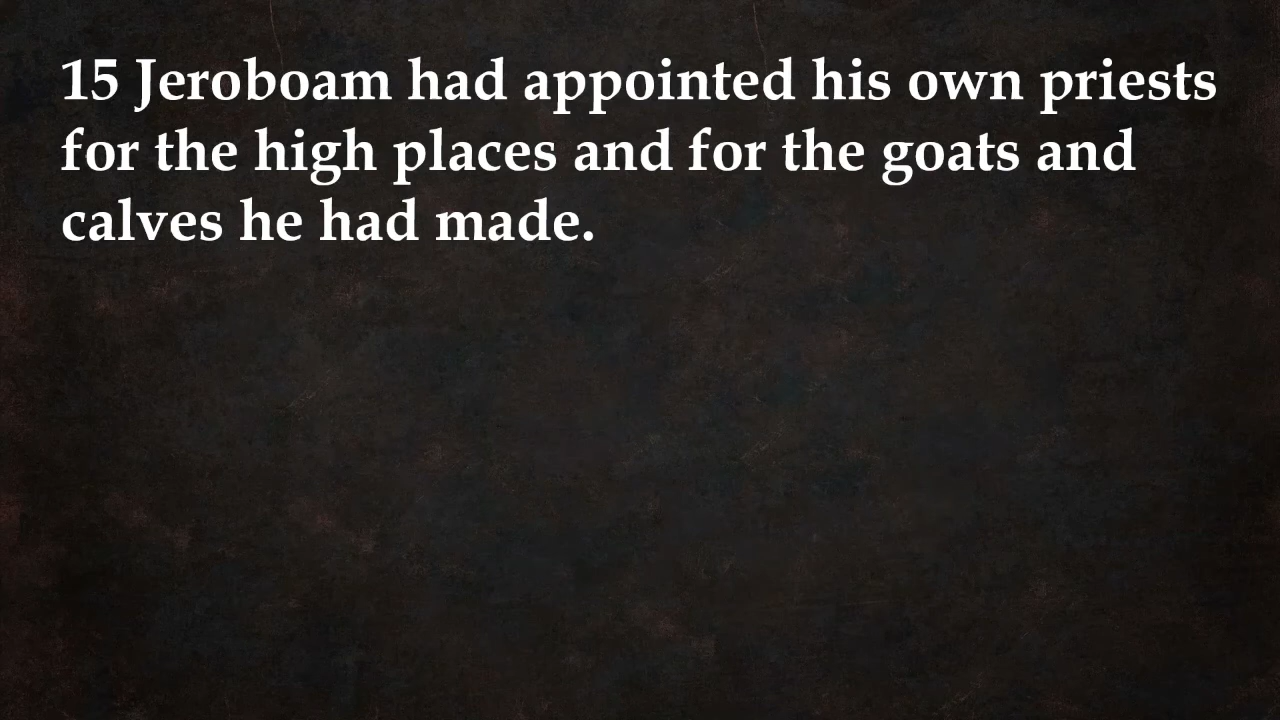 15 Jeroboam had appointed his own priests
for the high places and for the goats and
calves he had made.